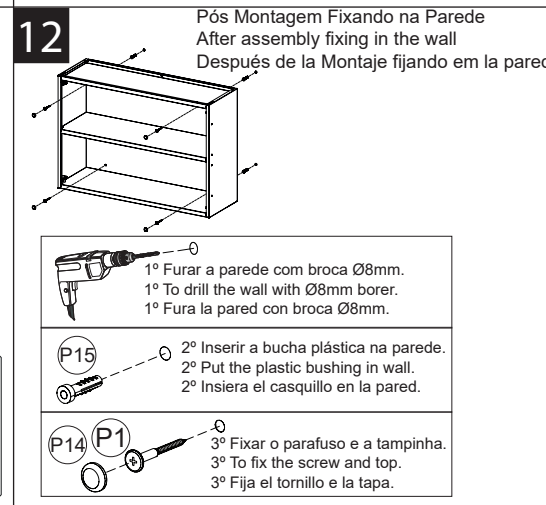 12
Pós Montagem Fixando na Parede
After assembly fixing in the wall
Después de la Montaje fijando em la pared
1º Furar a parede com broca Ø8mm.
1º To drill the wall with Ø8mm borer.
1º Fura la pared con broca Ø8mm.
P15
2º Inserir a bucha plástica na parede.
2º Put the plastic bushing in wall.
2º Insiera el casquillo en la pared.
P14
P1
3º Fixar o parafuso e a tampinha.
3º To fix the screw and top.
3º Fija el tornillo e la tapa.